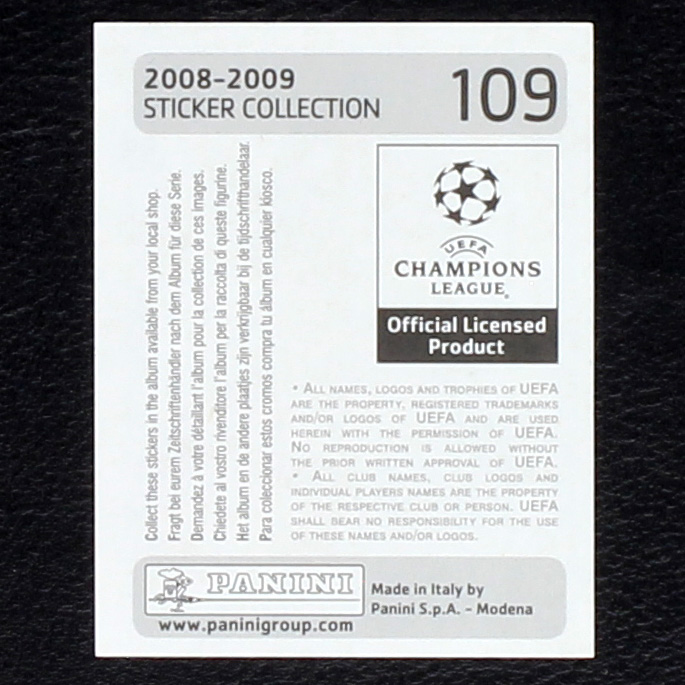 2008-2009
STICKER COLLECTION
109
Collect these stickers in the album available from your local shop.
Fragt bei eurem Zeitschriftenhändler nach dem Album für diese Serie.
Demandez à votre détaillant l'album pour la collection de ces images.
Chiedete al vostro rivenditore l'album per la raccolta di queste figurine.
Het album en de andere plaatjes zijn verkrijgbaar bij de tijdschrifthandelaar.
Para coleccionar estos cromos compra tu álbum en cualquier kiosco.
UEFA
CHAMPIONS
LEAGUE®
Official Licensed
Product
• ALL NAMES, LOGOS AND TROPHIES OF UEFA
ARE THE PROPERTY, REGISTERED TRADEMARKS
AND/OR LOGOS OF UEFA AND ARE USED
HEREIN WITH THE PERMISSION OF UEFA.
NO REPRODUCTION IS ALLOWED WITHOUT
THE PRIOR WRITTEN APPROVAL OF UEFA.
• ALL CLUB NAMES, CLUB LOGOS AND
INDIVIDUAL PLAYERS NAMES ARE THE PROPERTY
OF THE RESPECTIVE CLUB OR PERSON. UEFA
SHALL BEAR NO RESPONSIBILITY FOR THE USE
OF THESE NAMES AND/OR LOGOS.
PANINI
www.paninigroup.com
Made in Italy by
Panini S.p.A. - Modena